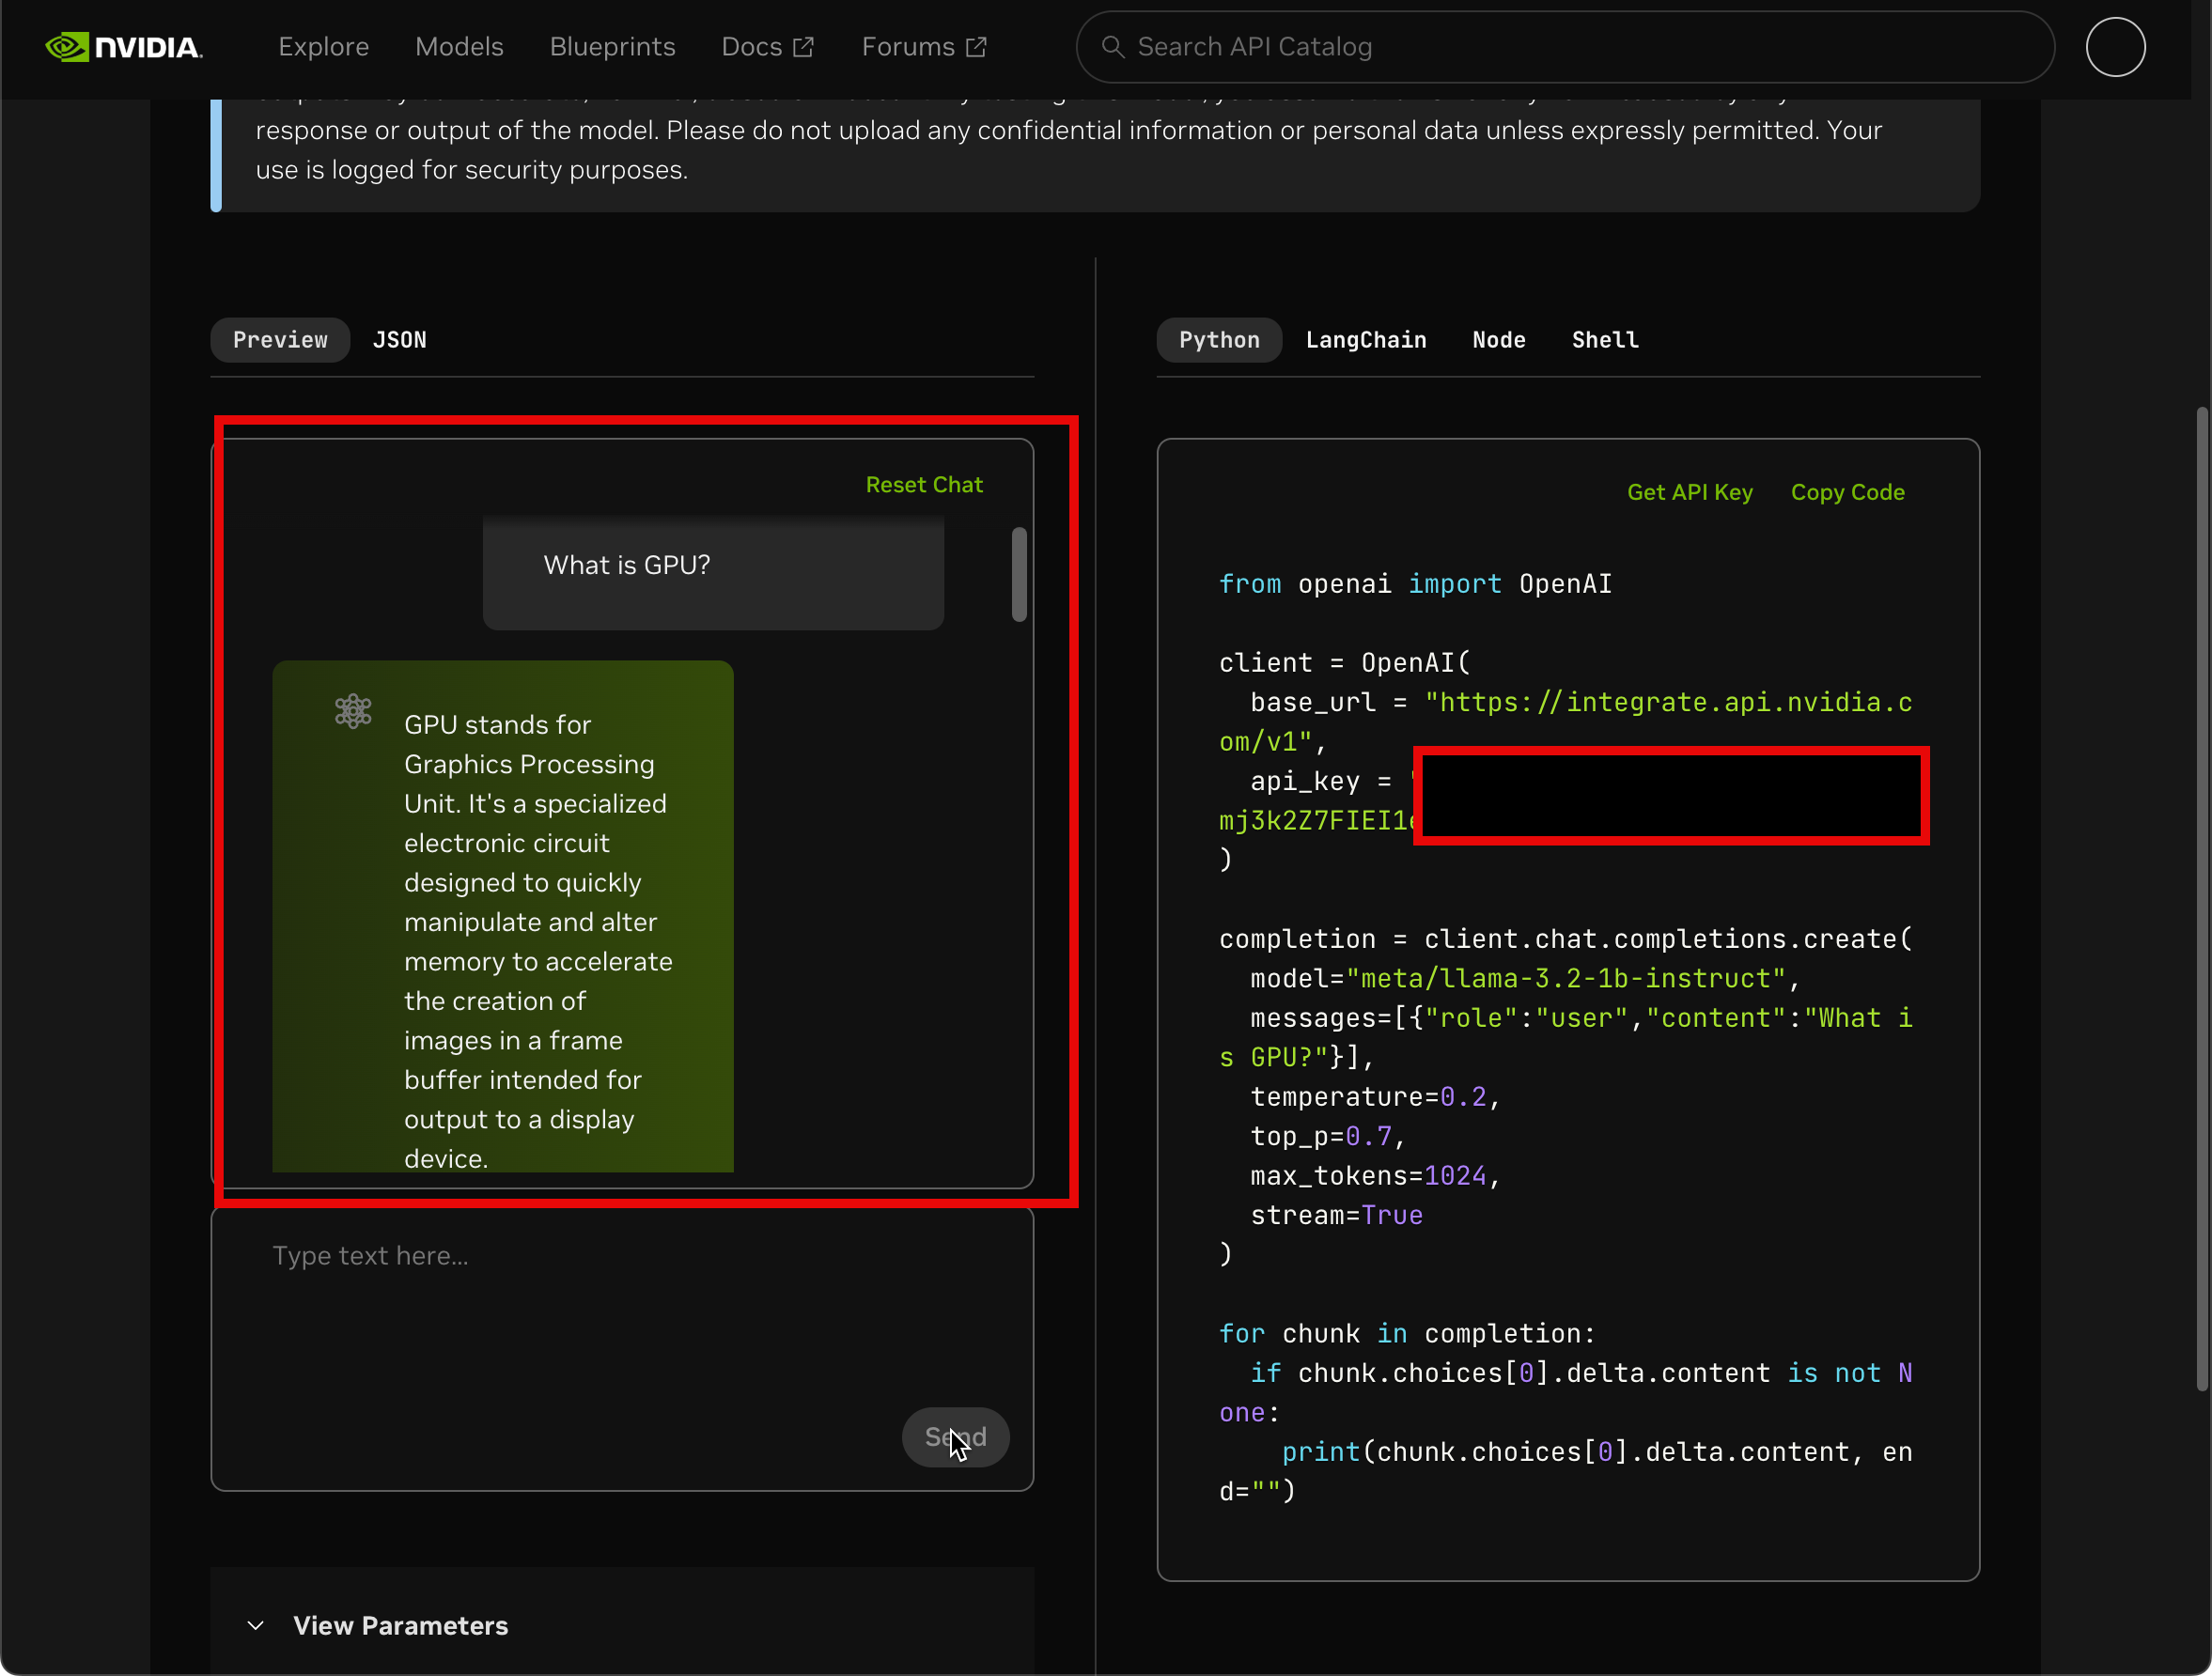 NVIDIA.
Explore
Models
Blueprints
Docs
Forums
Search API Catalog
response or output of the model. Please do not upload any confidential information or personal data unless expressly permitted. Your
use is logged for security purposes.
Preview
JSON
Reset Chat
What is GPU?
GPU stands for
Graphics Processing
Unit. It's a specialized
electronic circuit
designed to quickly
manipulate and alter
memory to accelerate
the creation of
images in a frame
buffer intended for
output to a display
device.
Type text here...
Send
View Parameters
Python
LangChain
Node
Shell
Get API Key
Copy Code
from openai import OpenAI
client = OpenAI(
base_url = "https://integrate.api.nvidia.c
om/v1",
api_key = "
mj3k2Z7FIEI1e
)
completion = client.chat.completions.create(
model="meta/llama-3.2-1b-instruct",
messages=[{"role":"user","content":"What i
s GPU?"}],
temperature=0.2,
top_p=0.7,
max_tokens=1024,
stream=True
)
for chunk in completion:
if chunk.choices[0].delta.content is not N
one:
print(chunk.choices[0].delta.content, en
d="")